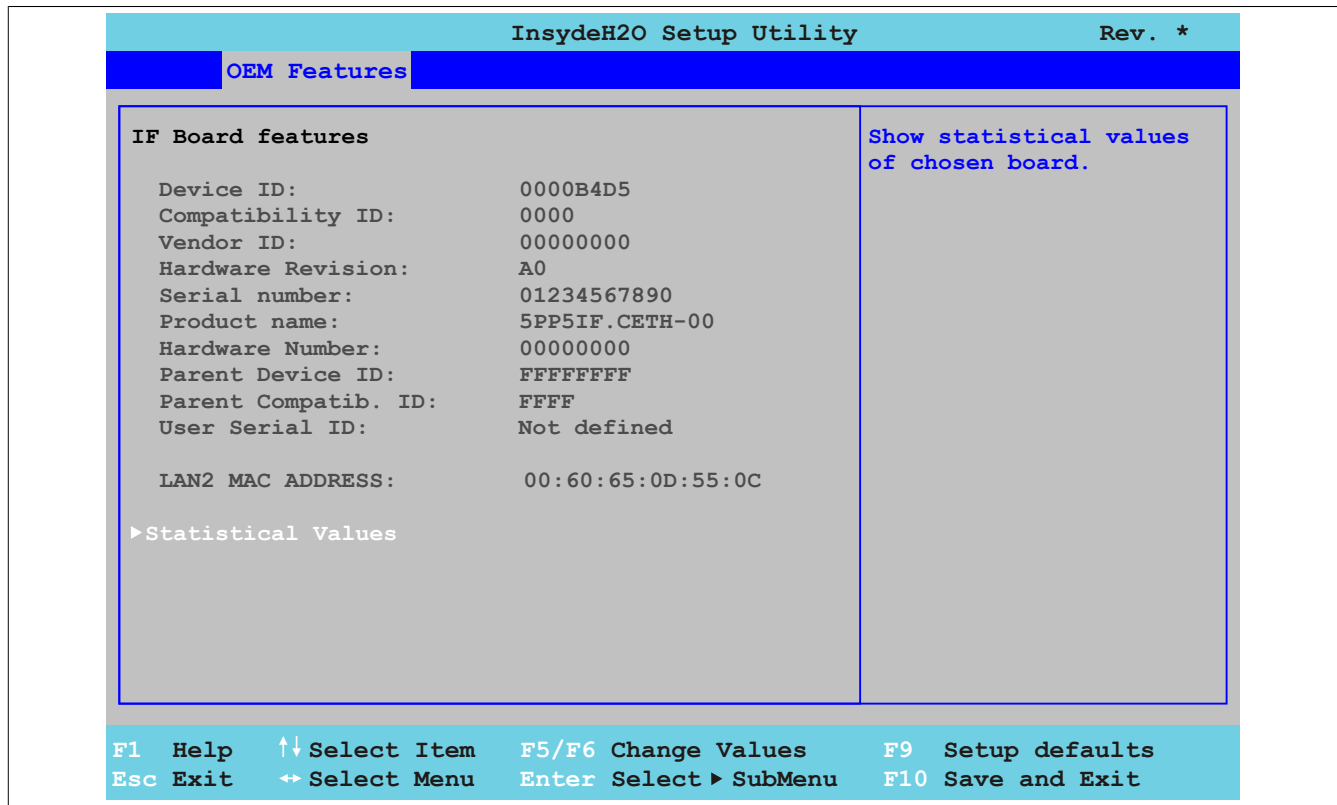 InsydeH2O Setup Utility Rev. *
OEM Features
IF Board features
Show statistical values
of chosen board.
Device ID: 0000B4D5
Compatibility ID: 0000
Vendor ID: 00000000
Hardware Revision: A0
Serial number: 01234567890
Product name: 5PP5IF.CETH-00
Hardware Number: 00000000
Parent Device ID: FFFFFFFF
Parent Compatib. ID: FFFF
User Serial ID: Not defined
LAN2 MAC ADDRESS: 00:60:65:0D:55:0C
▶Statistical Values
F1 Help ↑↓ Select Item F5/F6 Change Values F9 Setup defaults
Esc Exit ↔ Select Menu Enter Select ▶ SubMenu F10 Save and Exit